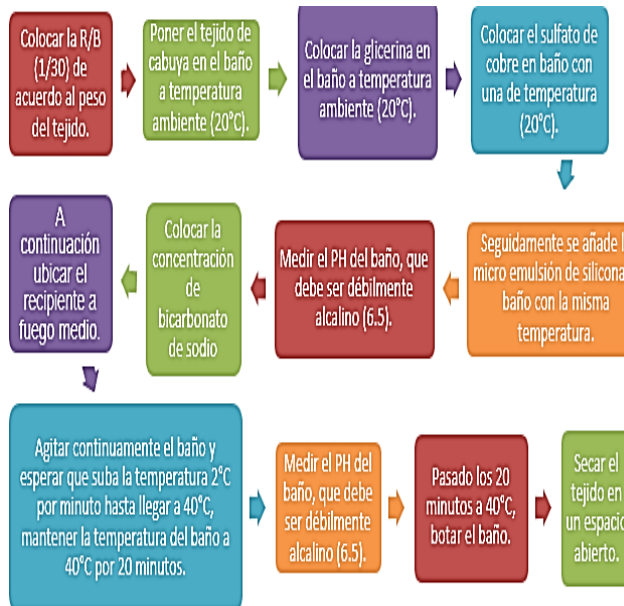 Colocar la R/B
(1/30) de
acuerdo al peso
del tejido.
Poner el tejido de
cabuya en el baño
a temperatura
ambiente (20°C).
Colocar la glicerina en
el baño a temperatura
ambiente (20°C).
Colocar el sulfato de
cobre en baño con
una de temperatura
(20°C).
Seguidamente se añade l
micro emulsión de silicona
baño con la misma
temperatura.
Medir el PH del baño, que
debe ser débilmente
alcalino (6.5).
Colocar la
concentración
de
bicarbonato
de sodio
A
continuación
ubicar el
recipiente a
fuego medio.
Agitar continuamente el baño y
esperar que suba la temperatura 2°C
por minuto hasta llegar a 40°C,
mantener la temperatura del baño a
40°C por 20 minutos.
Medir el PH del
baño, que debe
ser débilmente
alcalino (6.5).
Pasado los 20
minutos a 40°C,
botar el baño.
Secar el
tejido en
un espacio
abierto.